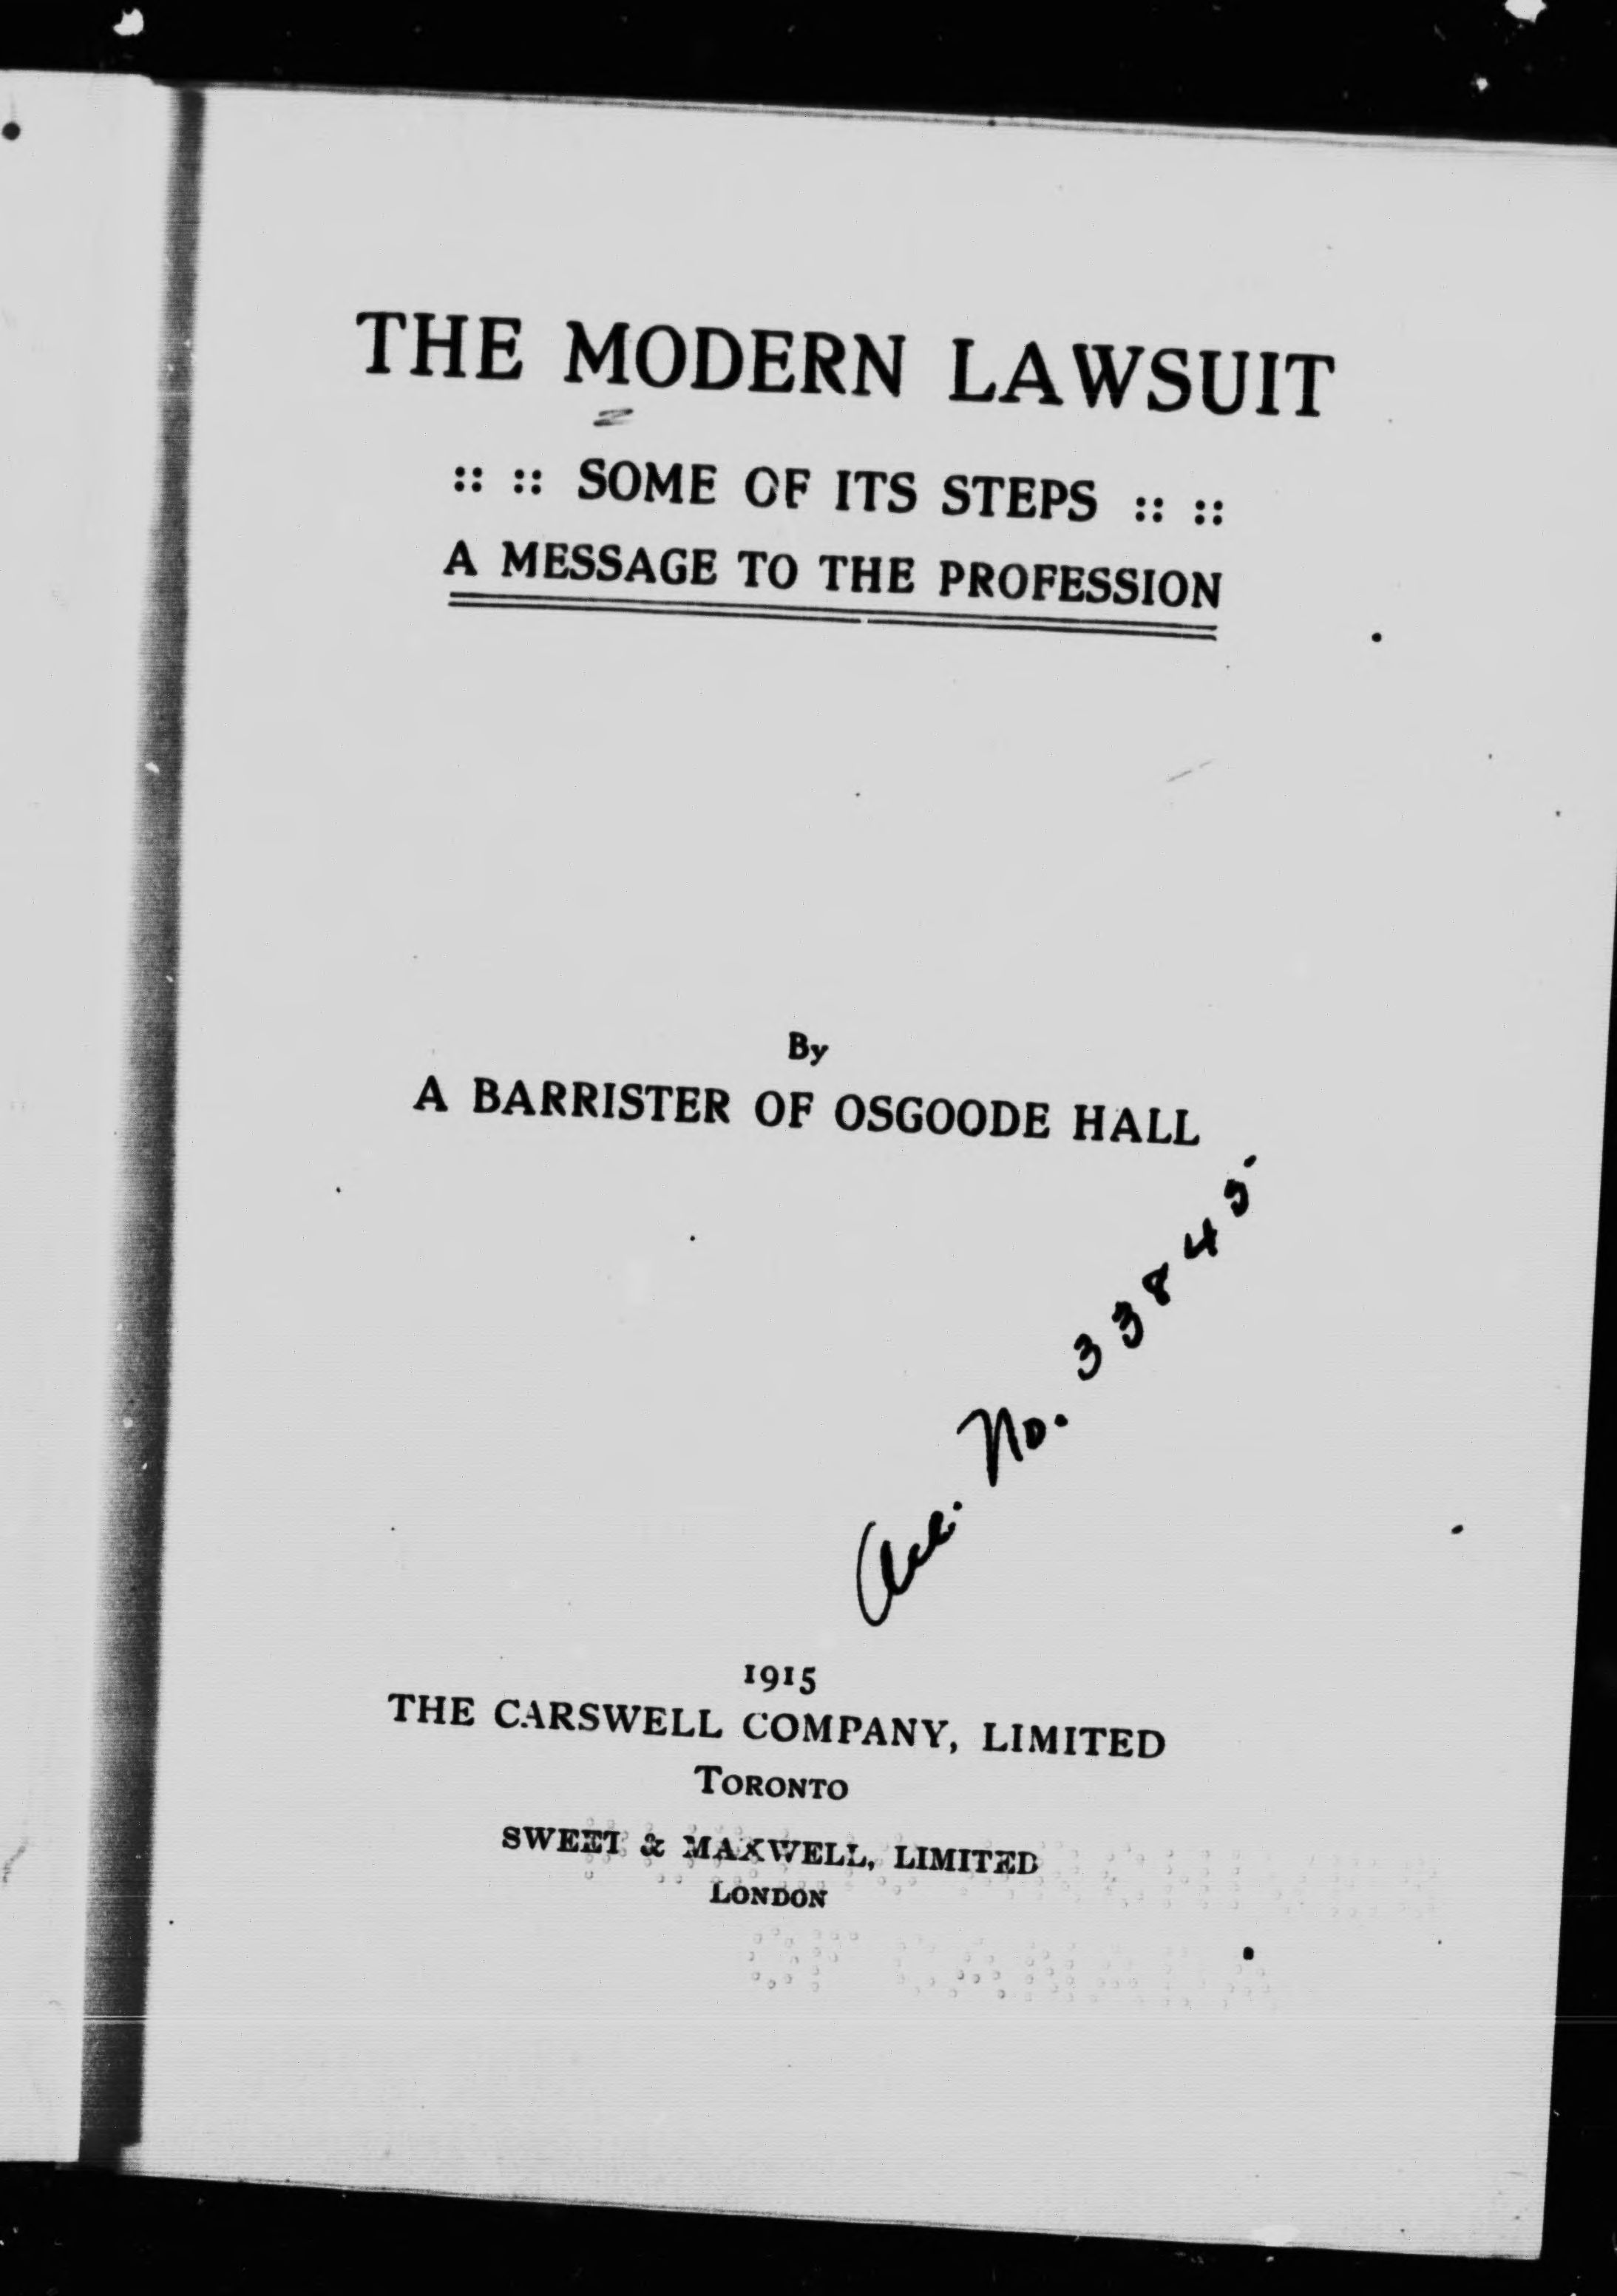 THE MODERN LAWSUIT
:: :: SOME OF ITS STEPS :: ::
A MESSAGE TO THE PROFESSION
By
A BARRISTER OF OSGOODE HALL
Acc. No. 33845.
1915
THE CARSWELL COMPANY, LIMITED
TORONTO
SWEET & MAXWELL, LIMITED
LONDON